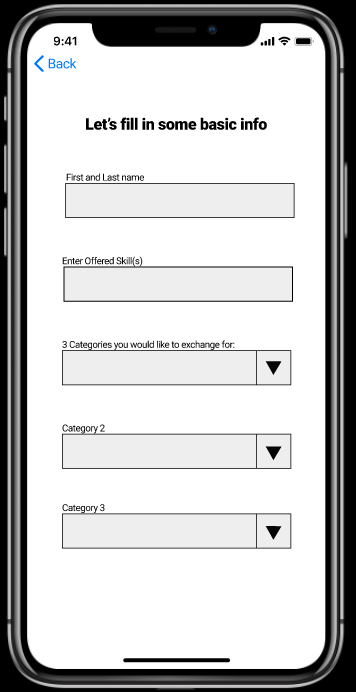 9:41
Back
Let's fill in some basic info
First and Last name
Enter Offered Skill(s)
3 Categories you would like to exchange for:
Category 2
Category 3